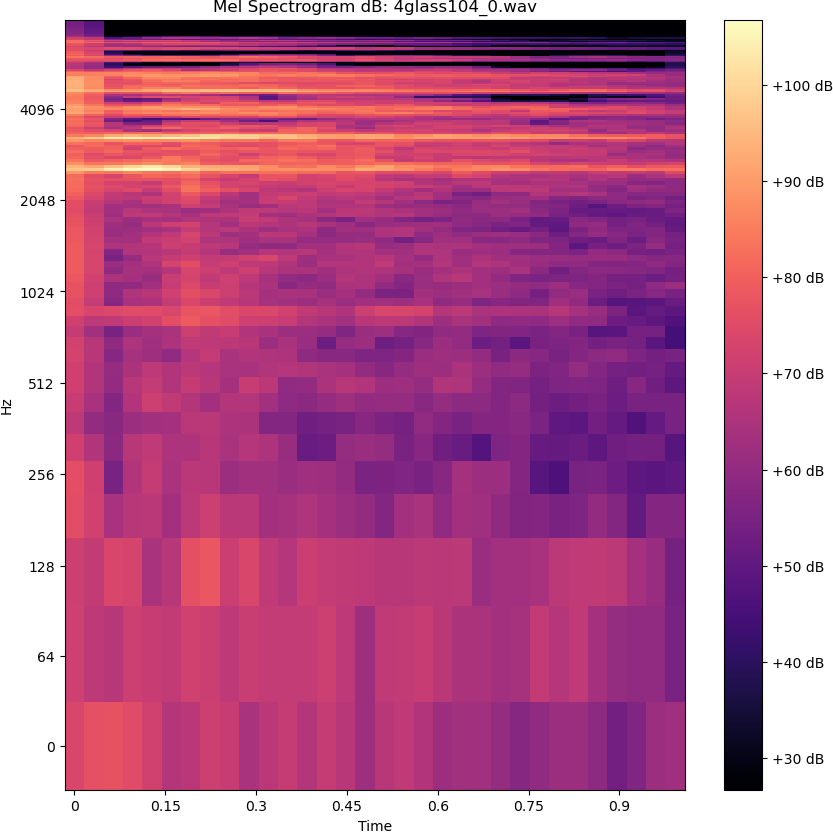 Mel Spectrogram dB: 4glass104_0.wav
+100 dB
4096
+90 dB
2048
+80 dB
1024
+70 dB
512
Hz
+60 dB
256
+50 dB
128
64
+40 dB
0
+30 dB
0 0.15 0.3 0.45 0.6 0.75 0.9
Time